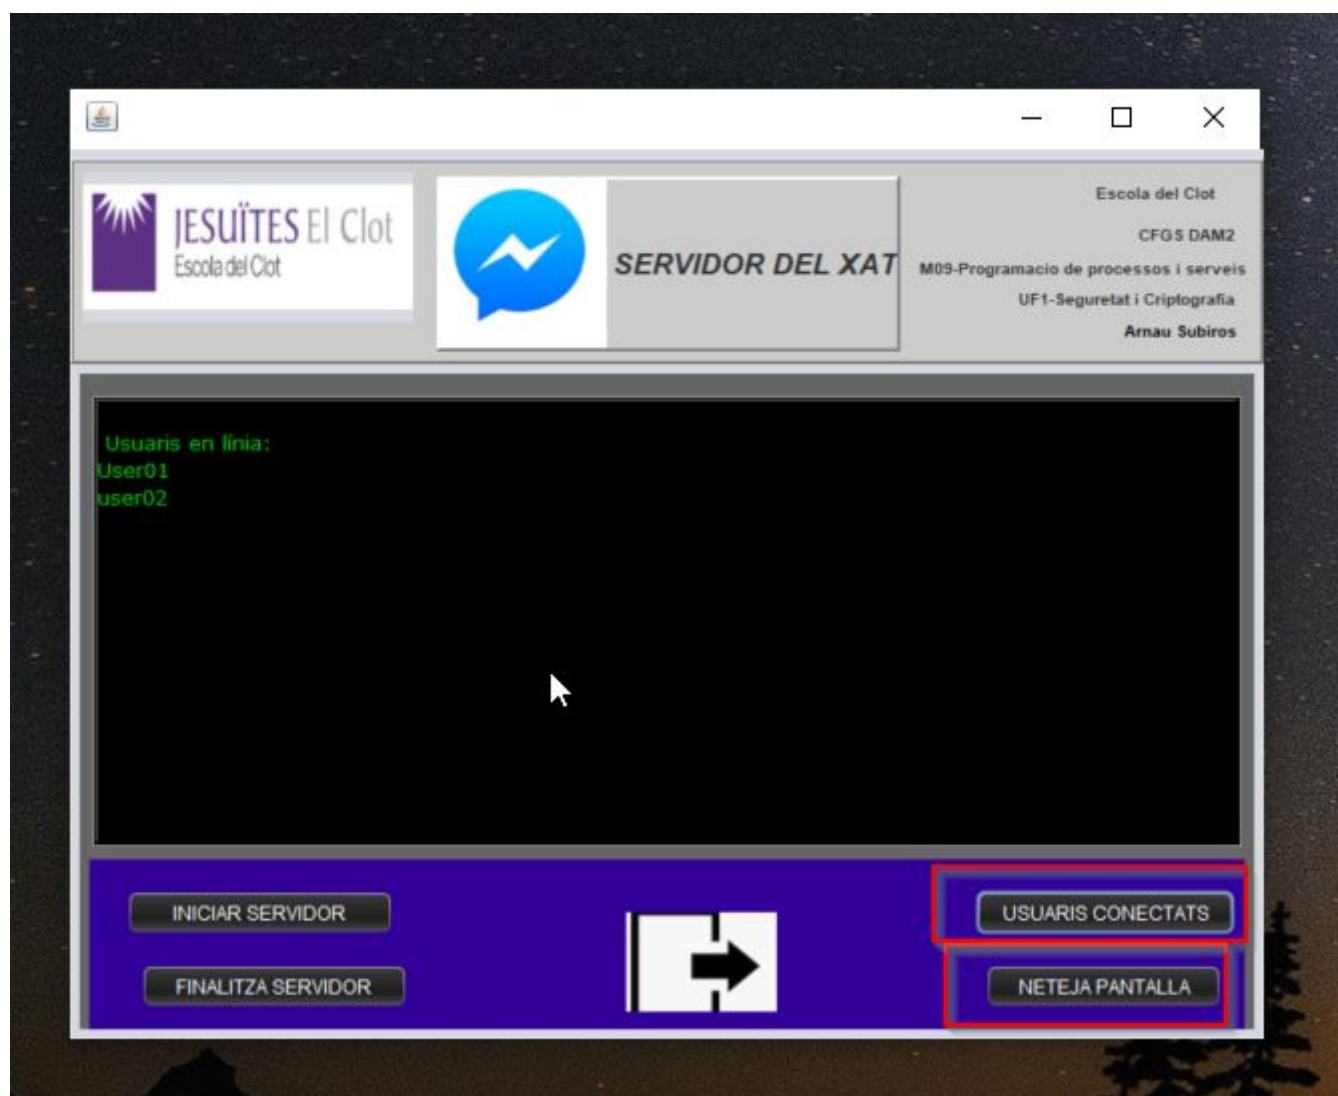 JESUÏTES El Clot
Escola del Clot
SERVIDOR DEL XAT
Escola del Clot
CFGS DAM2
M09-Programacio de processos i serveis
UF1-Seguretat i Criptografia
Arnau Subiros
Usuaris en línia:
User01
user02
INICIAR SERVIDOR
USUARIS CONECTATS
FINALITZA SERVIDOR
NETEJA PANTALLA